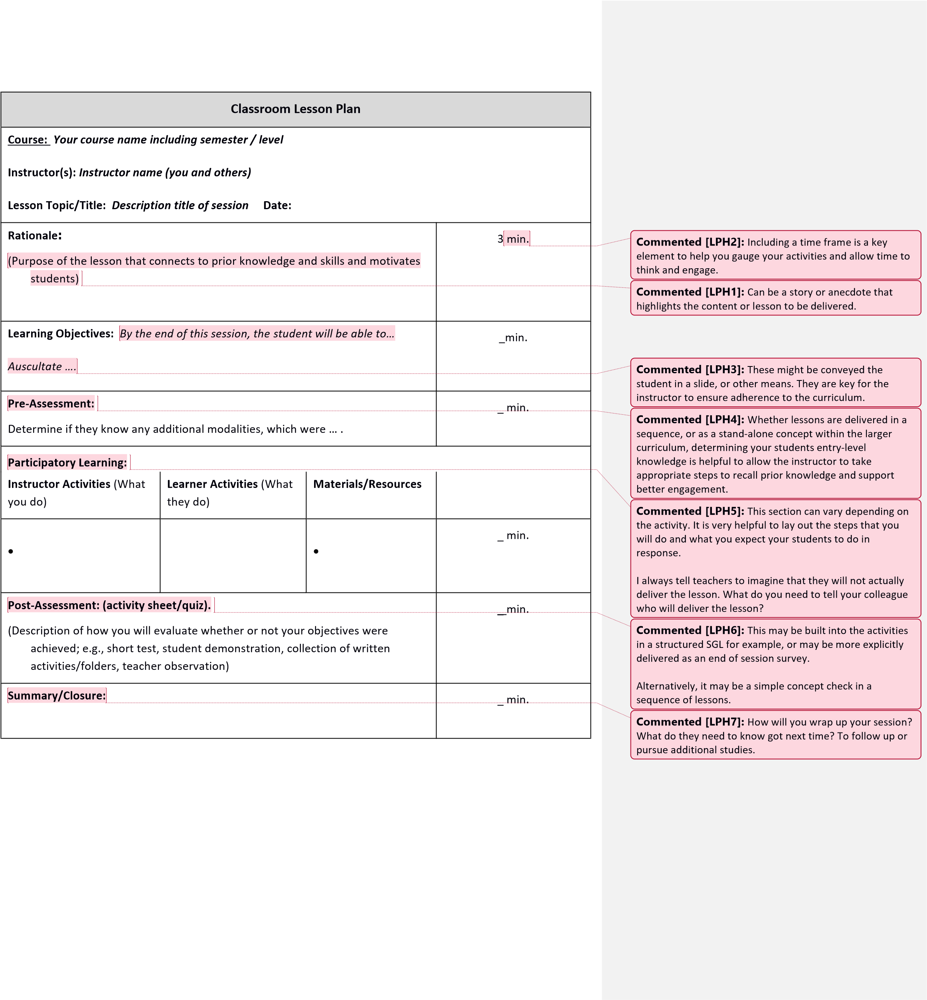 Classroom Lesson Plan
Course:  Your course name including semester / level
Instructor(s): Instructor name (you and others)
Lesson Topic/Title:  Description title of session    Date:
Rationale:
(Purpose of the lesson that connects to prior knowledge and skills and motivates
students)
3 min.
Learning Objectives:  By the end of this session, the student will be able to…
Auscultate ….
_min.
Pre-Assessment:
Determine if they know any additional modalities, which were … .
_ min.
Participatory Learning:
Instructor Activities (What
you do)
Learner Activities (What
they do)
Materials/Resources
•
•
_ min.
Post-Assessment: (activity sheet/quiz).
(Description of how you will evaluate whether or not your objectives were
achieved; e.g., short test, student demonstration, collection of written
activities/folders, teacher observation)
__min.
Summary/Closure:
_ min.
Commented [LPH2]: Including a time frame is a key
element to help you gauge your activities and allow time to
think and engage.
Commented [LPH1]: Can be a story or anecdote that
highlights the content or lesson to be delivered.
Commented [LPH3]: These might be conveyed the
student in a slide, or other means. They are key for the
instructor to ensure adherence to the curriculum.
Commented [LPH4]: Whether lessons are delivered in a
sequence, or as a stand-alone concept within the larger
curriculum, determining your students entry-level
knowledge is helpful to allow the instructor to take
appropriate steps to recall prior knowledge and support
better engagement.
Commented [LPH5]: This section can vary depending on
the activity. It is very helpful to lay out the steps that you
will do and what you expect your students to do in
response.
I always tell teachers to imagine that they will not actually
deliver the lesson. What do you need to tell your colleague
who will deliver the lesson?
Commented [LPH6]: This may be built into the activities
in a structured SGL for example, or may be more explicitly
delivered as an end of session survey.
Alternatively, it may be a simple concept check in a
sequence of lessons.
Commented [LPH7]: How will you wrap up your session?
What do they need to know got next time? To follow up or
pursue additional studies.